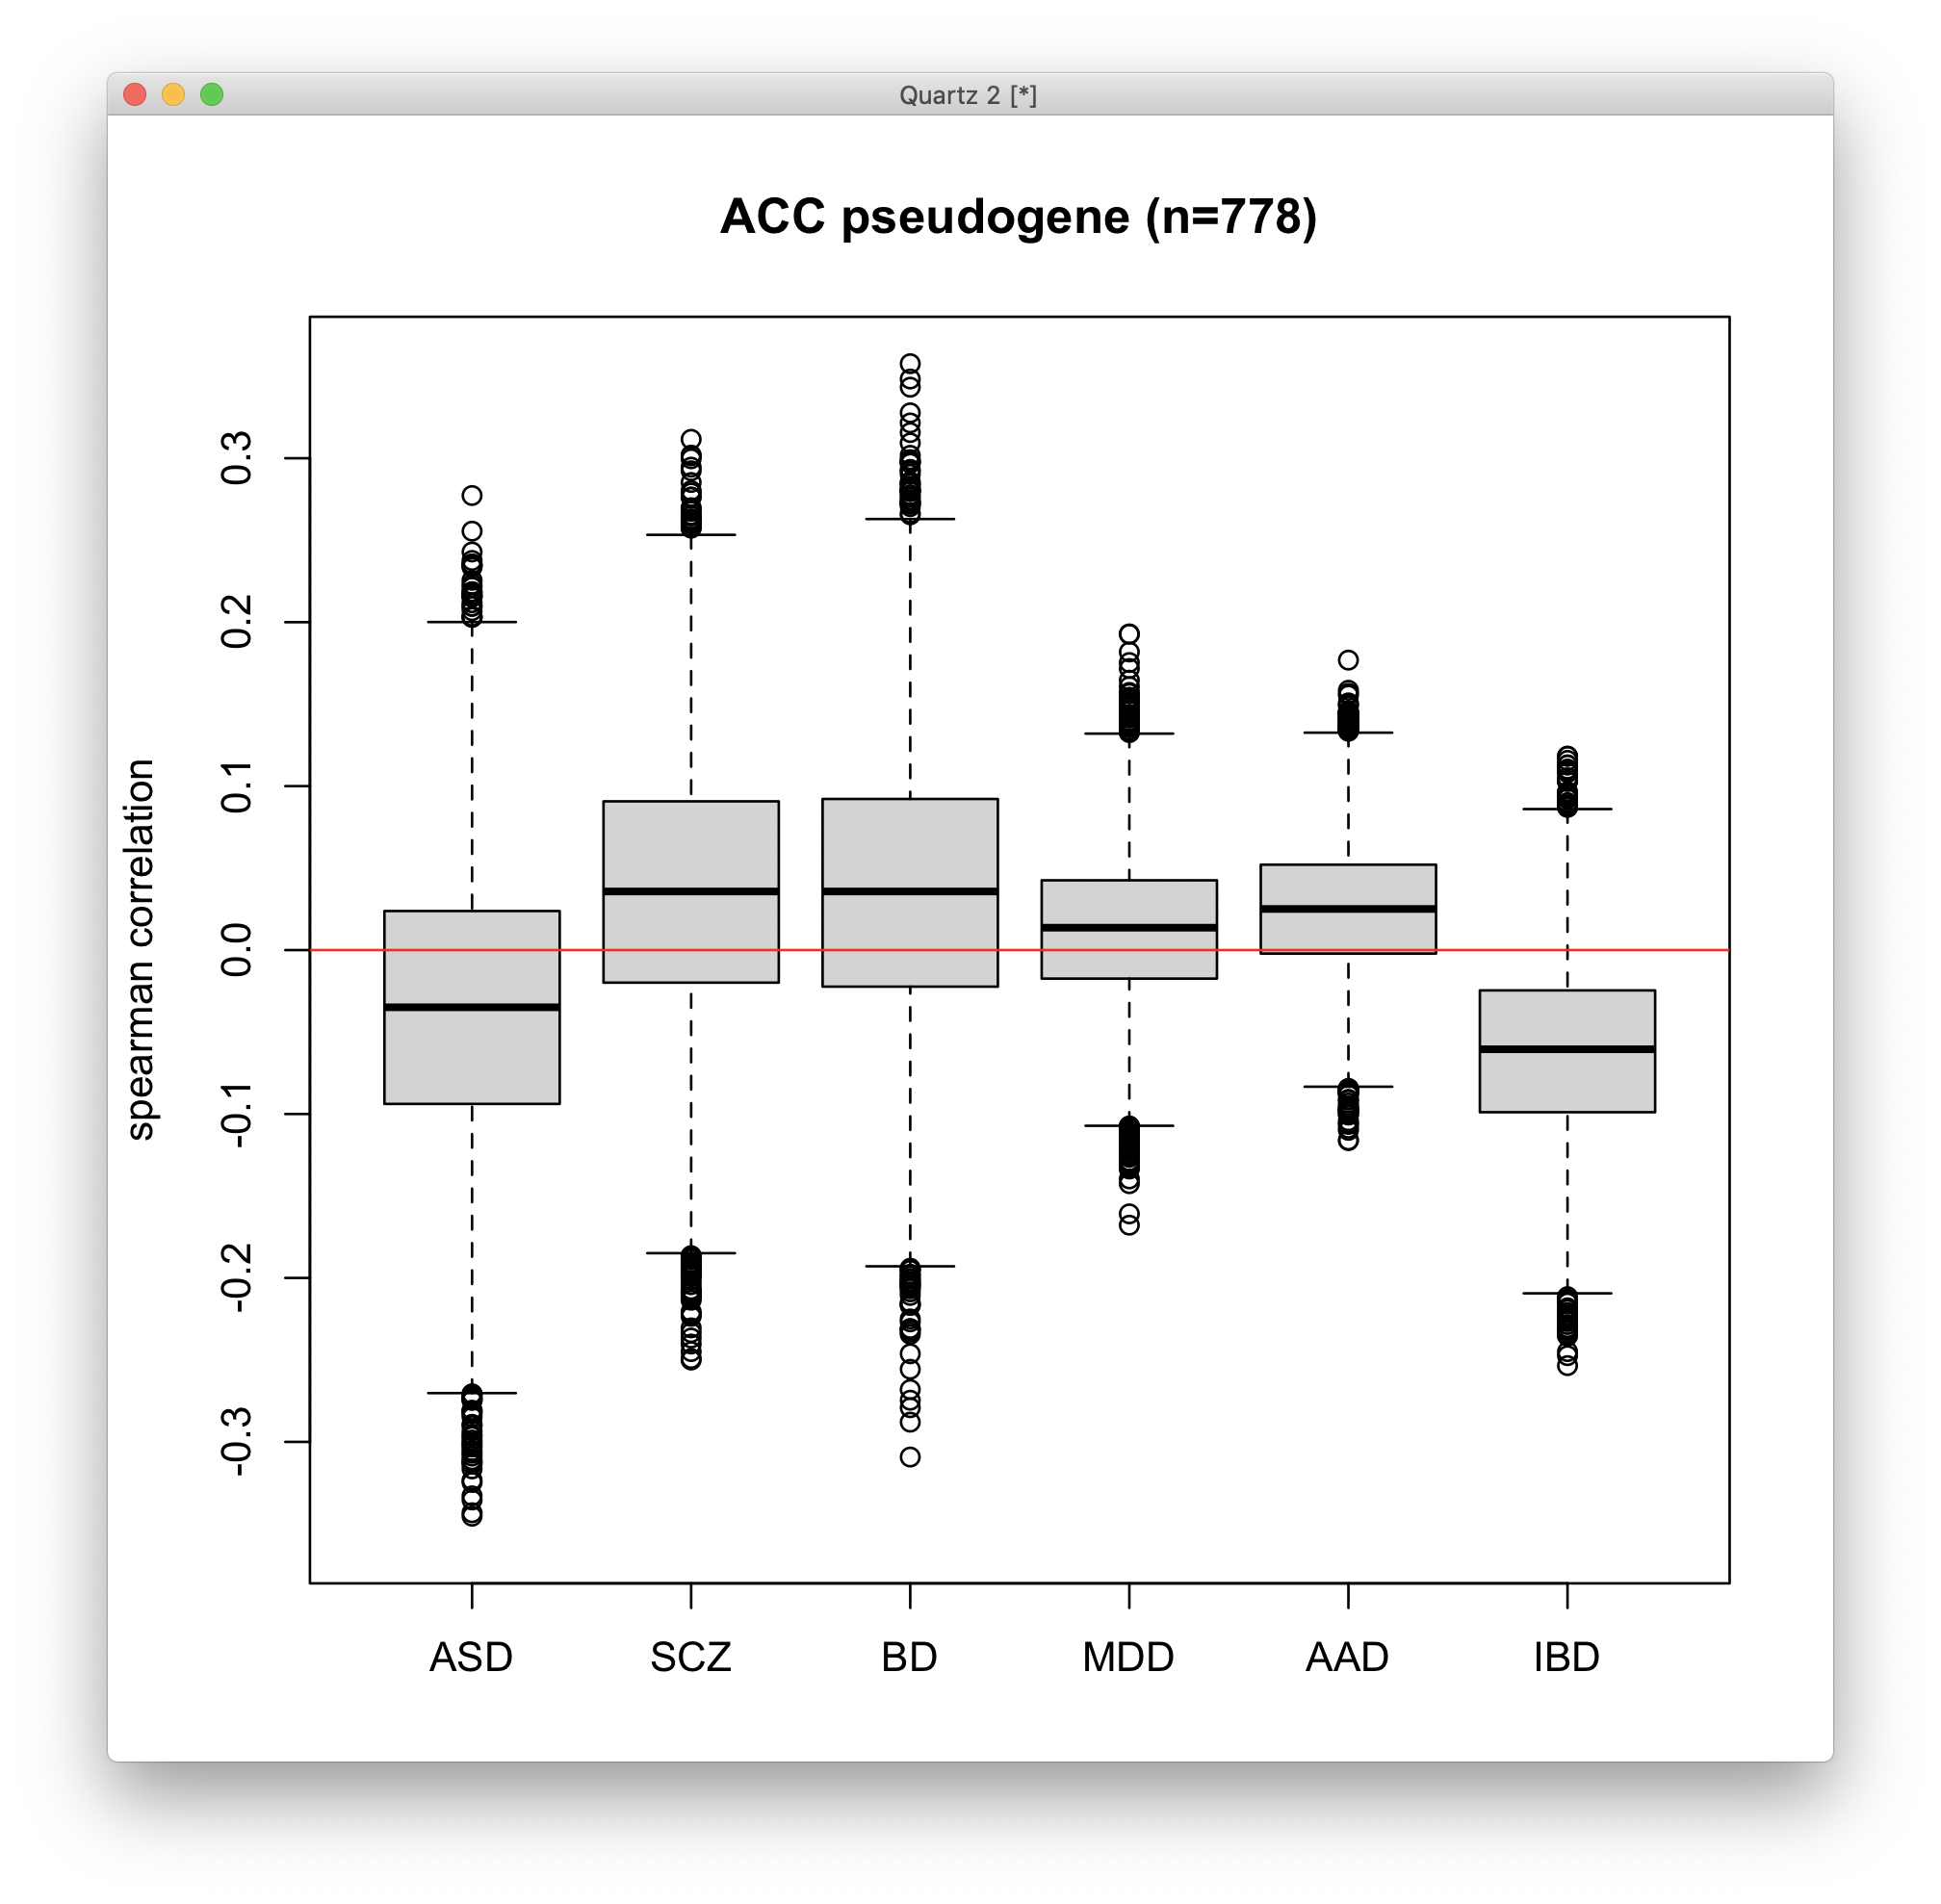 Quartz 2 [*]
ACC pseudogene (n=778)
spearman correlation
0.3
0.2
0.1
0.0
-0.1
-0.2
-0.3
ASD SCZ BD MDD AAD IBD